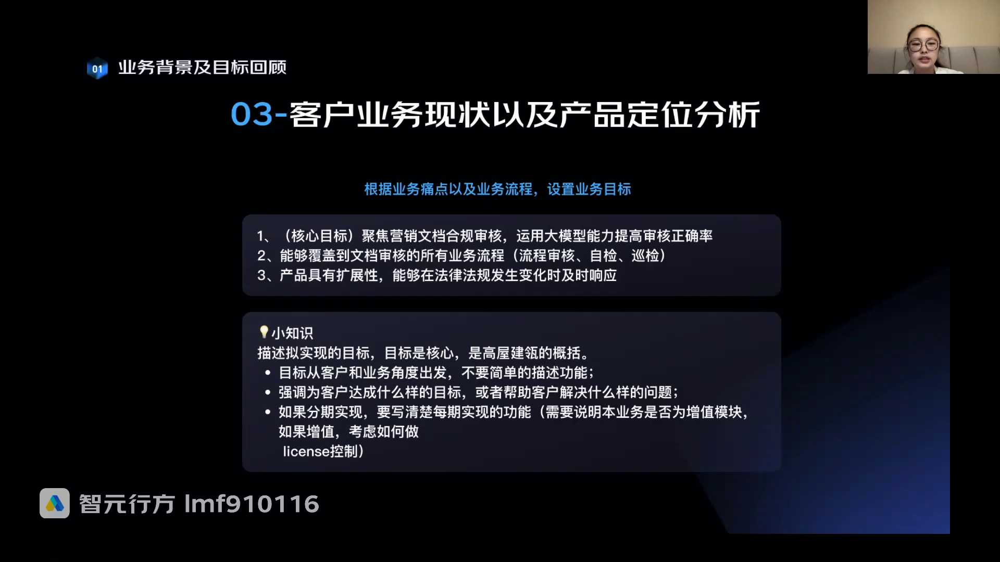 01 业务背景及目标回顾
03-客户业务现状以及产品定位分析
根据业务痛点以及业务流程，设置业务目标
1、（核心目标）聚焦营销文档合规审核，运用大模型能力提高审核正确率
2、能够覆盖到文档审核的所有业务流程（流程审核、自检、巡检）
3、产品具有扩展性，能够在法律法规发生变化时及时响应
💡小知识
描述拟实现的目标，目标是核心，是高屋建瓴的概括。
• 目标从客户和业务角度出发，不要简单的描述功能；
• 强调为客户达成什么样的目标，或者帮助客户解决什么样的问题；
• 如果分期实现，要写清楚每期实现的功能（需要说明本业务是否为增值模块，
如果增值，考虑如何做
license控制）
智元行方 lmf910116